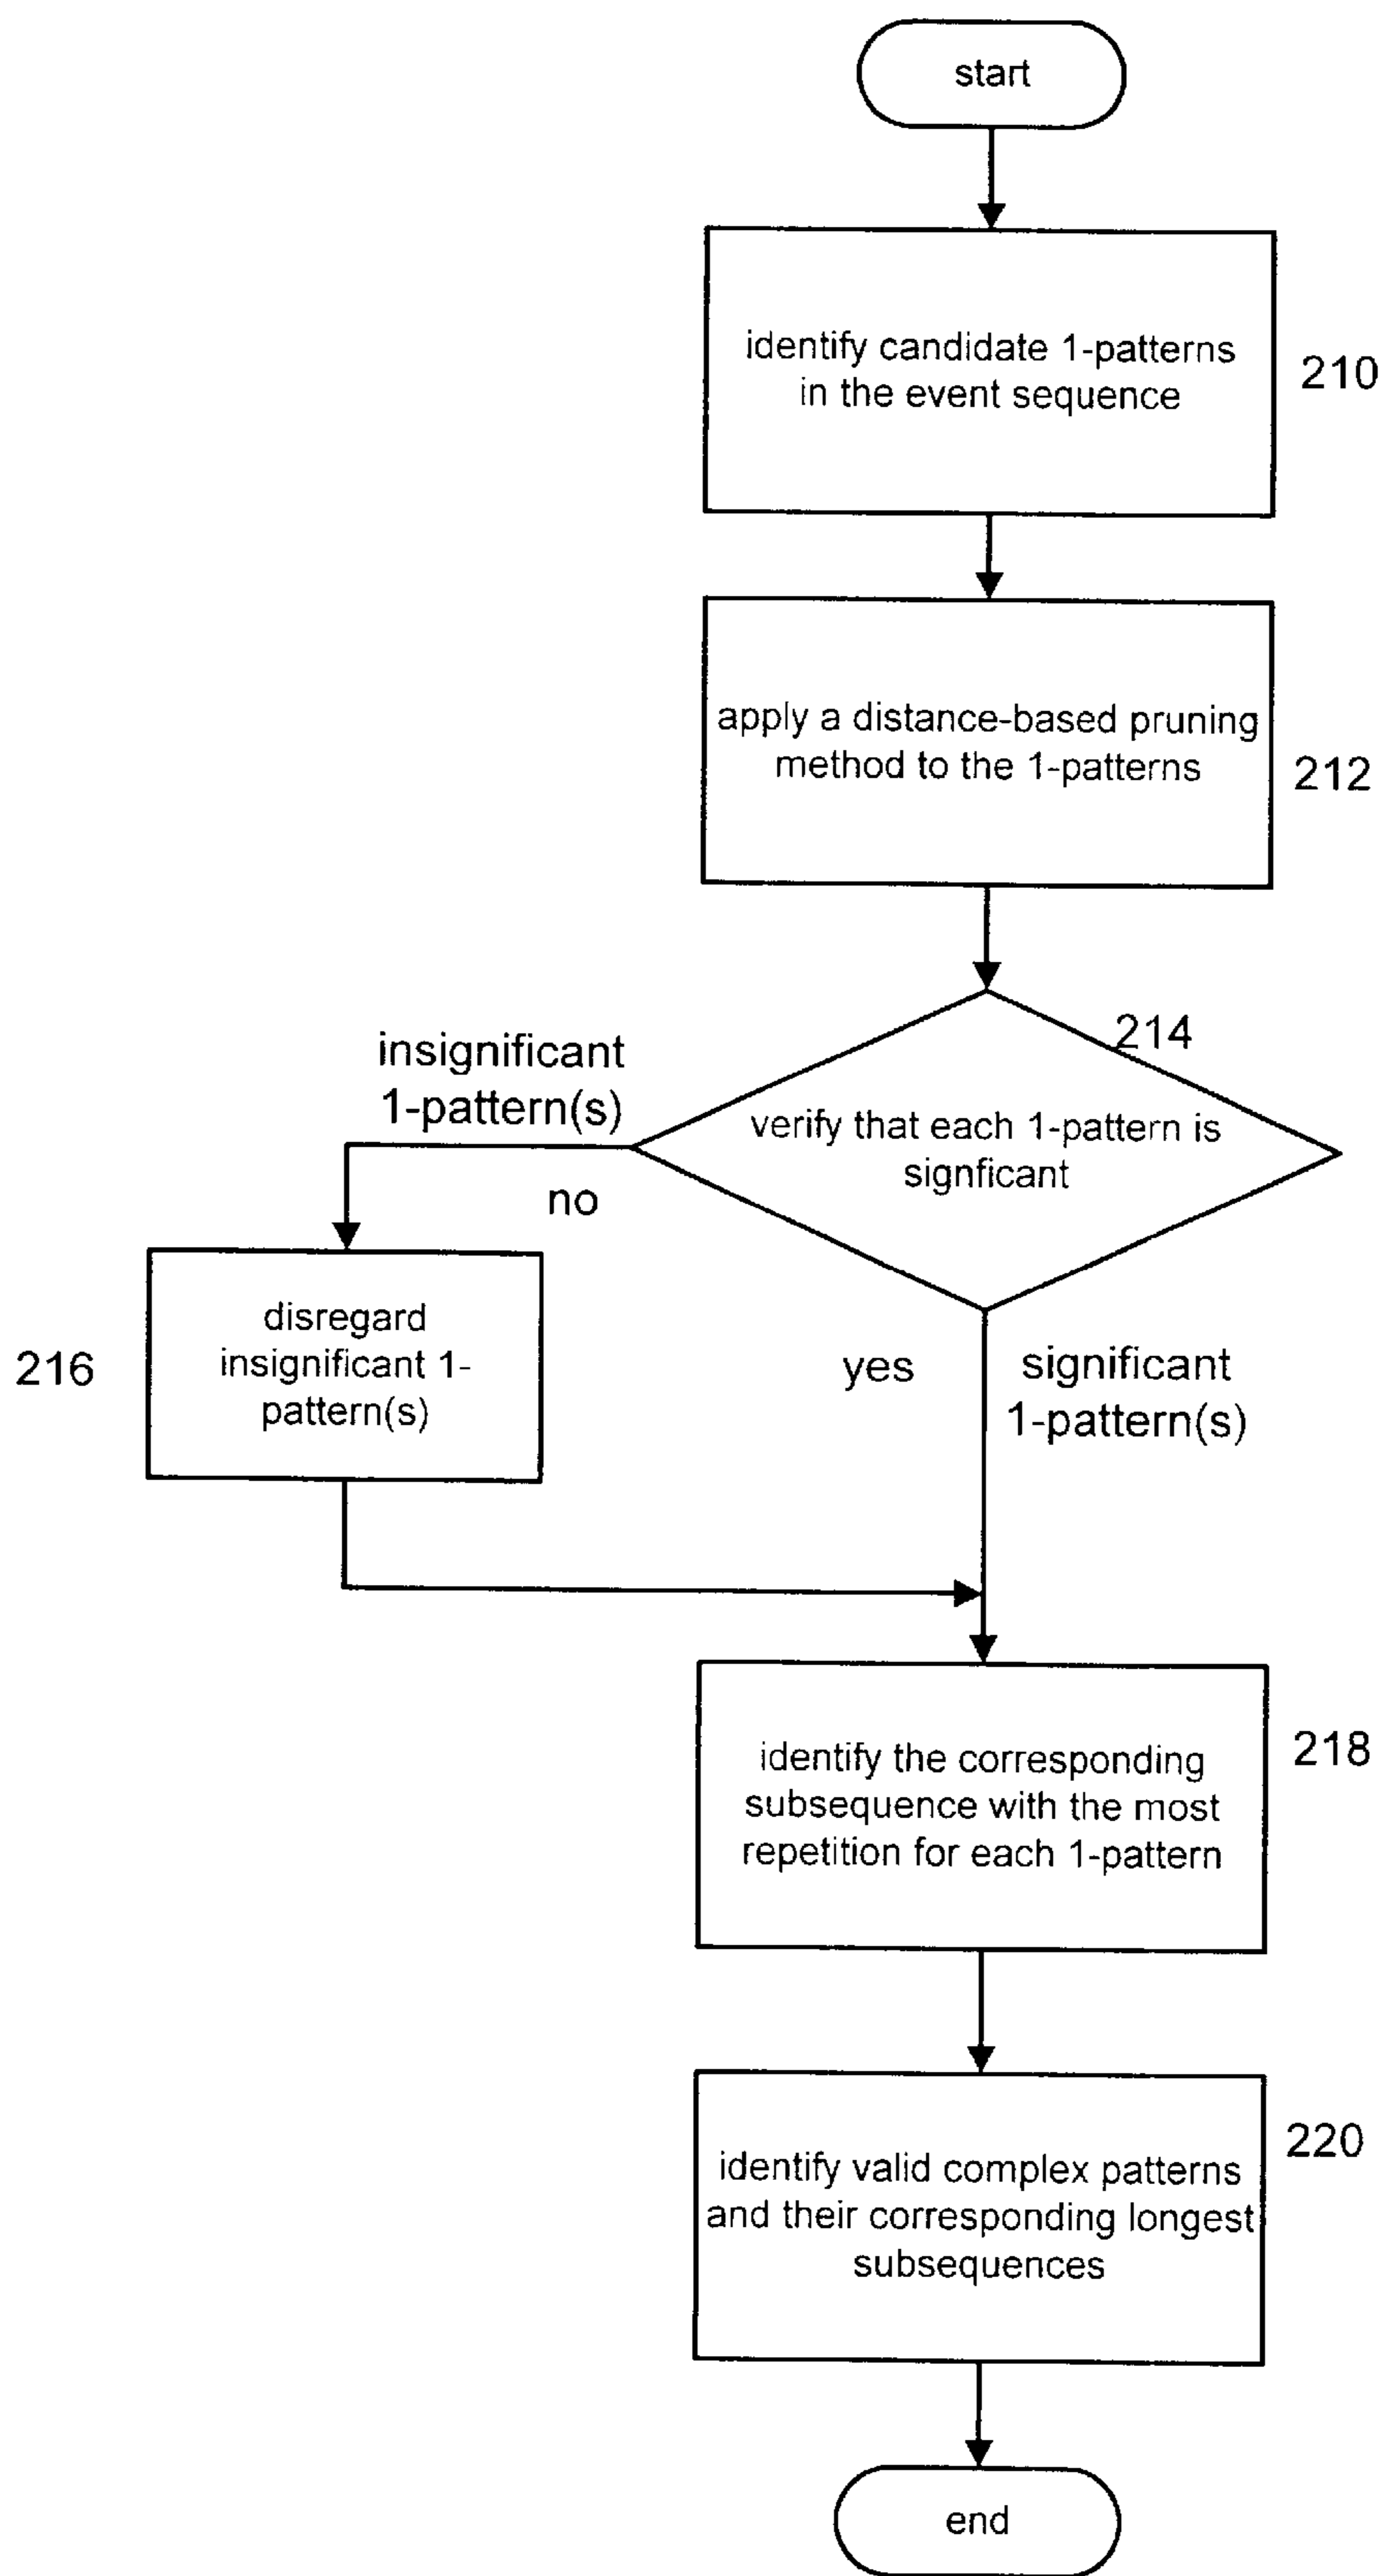 start
identify candidate 1-patterns
in the event sequence
210
apply a distance-based pruning
method to the 1-patterns
212
214
insignificant
1-pattern(s)
verify that each 1-pattern is
signficant
no
disregard
insignificant 1-
pattern(s)
216
yes
significant
1-pattern(s)
identify the corresponding
subsequence with the most
repetition for each 1-pattern
218
identify valid complex patterns
and their corresponding longest
subsequences
220
end